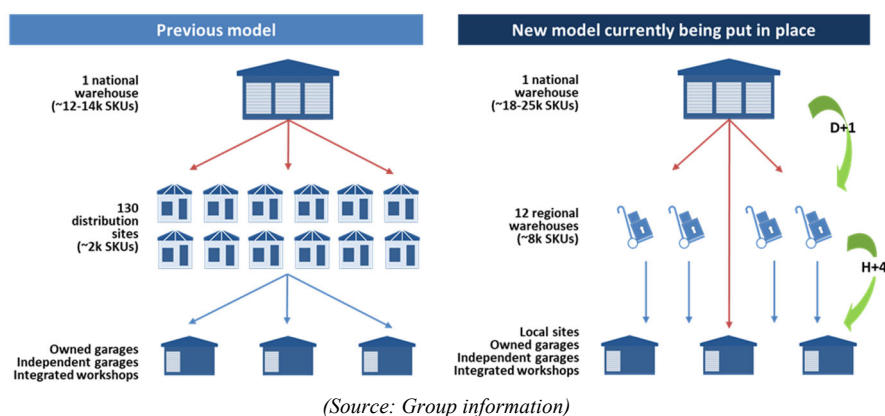 Previous model
1 national
warehouse
(~12-14k SKUs)
130
distribution
sites
(~2k SKUs)
Owned garages
Independent garages
Integrated workshops
New model currently being put in place
1 national
warehouse
(~18-25k SKUs)
D+1
12 regional
warehouses
(~8k SKUs)
H+4
Local sites
Owned garages
Independent garages
Integrated workshops
(Source: Group information)